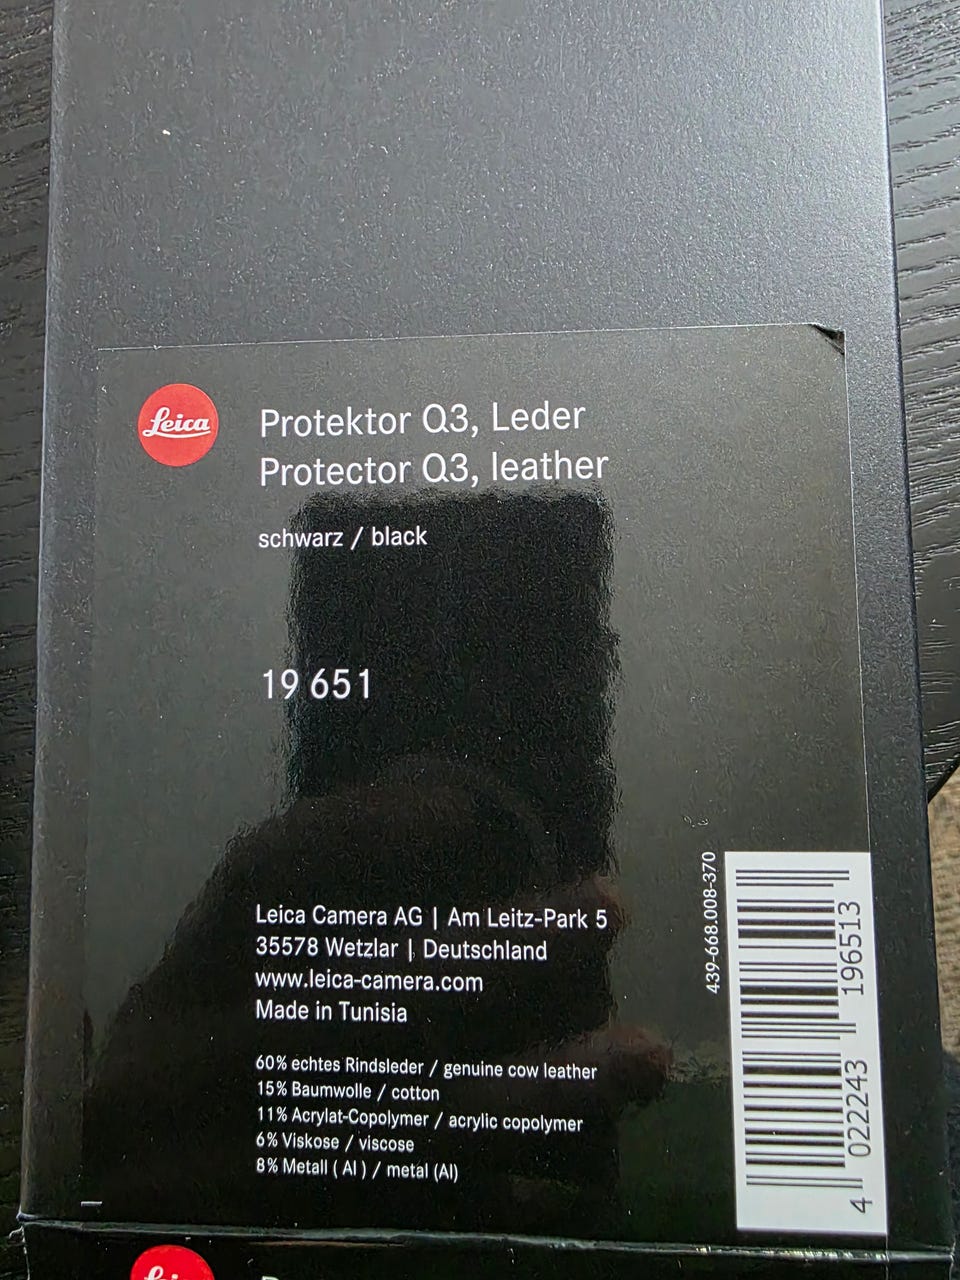 Leica
Protektor Q3, Leder
Protector Q3, leather
schwarz / black
19 651
Leica Camera AG | Am Leitz-Park 5
35578 Wetzlar | Deutschland
www.leica-camera.com
Made in Tunisia
60% echtes Rindsleder / genuine cow leather
15% Baumwolle / cotton
11% Acrylat-Copolymer / acrylic copolymer
6% Viskose / viscose
8% Metall ( Al ) / metal (Al)
439-668.008-370
4 022243 196513